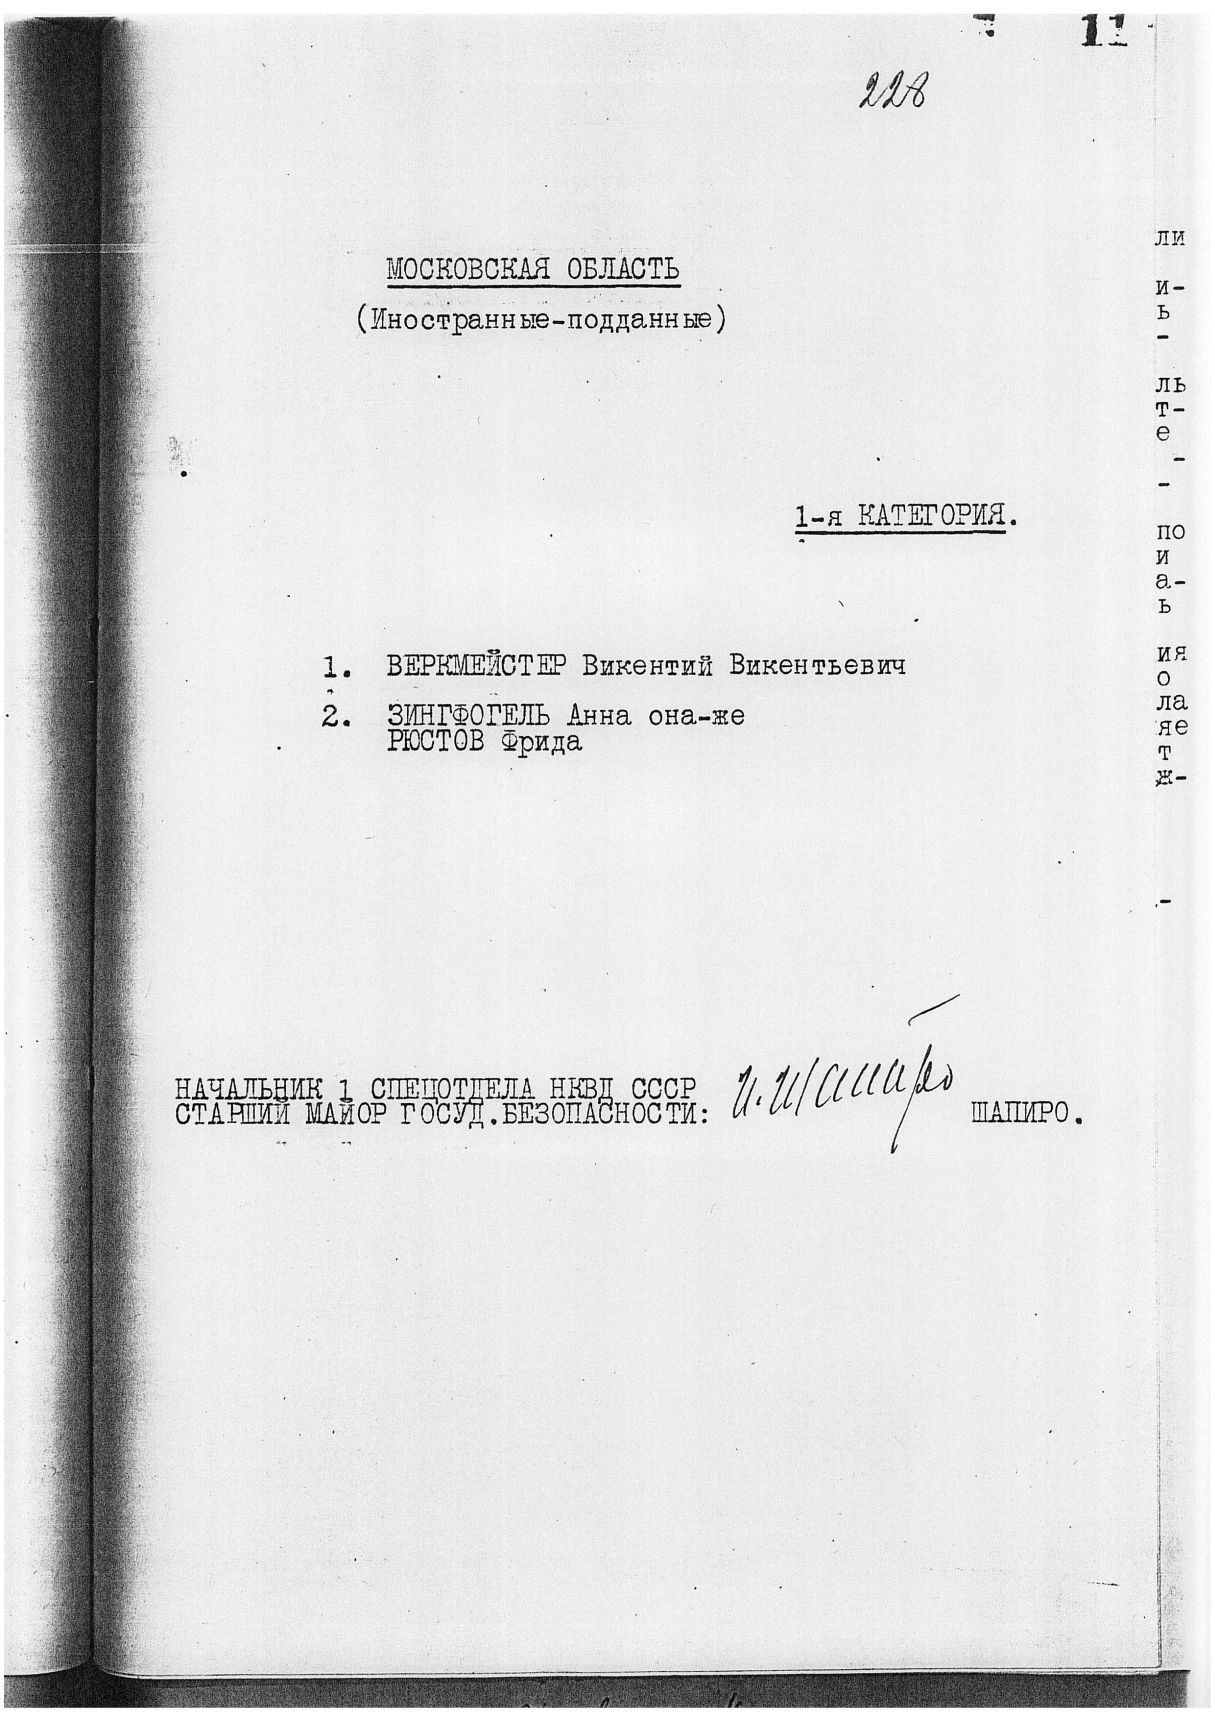 11
228
МОСКОВСКАЯ ОБЛАСТЬ
(Иностранные-подданные)
1-я КАТЕГОРИЯ.
1. ВЕРКМЕЙСТЕР Викентий Викентьевич
2. ЗИНГФОГЕЛЬ Анна она-же
РЮСТОВ Фрида
НАЧАЛЬНИК 1 СПЕЦОТДЕЛА НКВД СССР
СТАРШИЙ МАЙОР ГОСУД.БЕЗОПАСНОСТИ: И. Шапиро ШАПИРО.
ли
и-
ь
-
ль
т-
е
-
-
по
и
а-
ь
ия
о
ла
яе
т
ж-
-